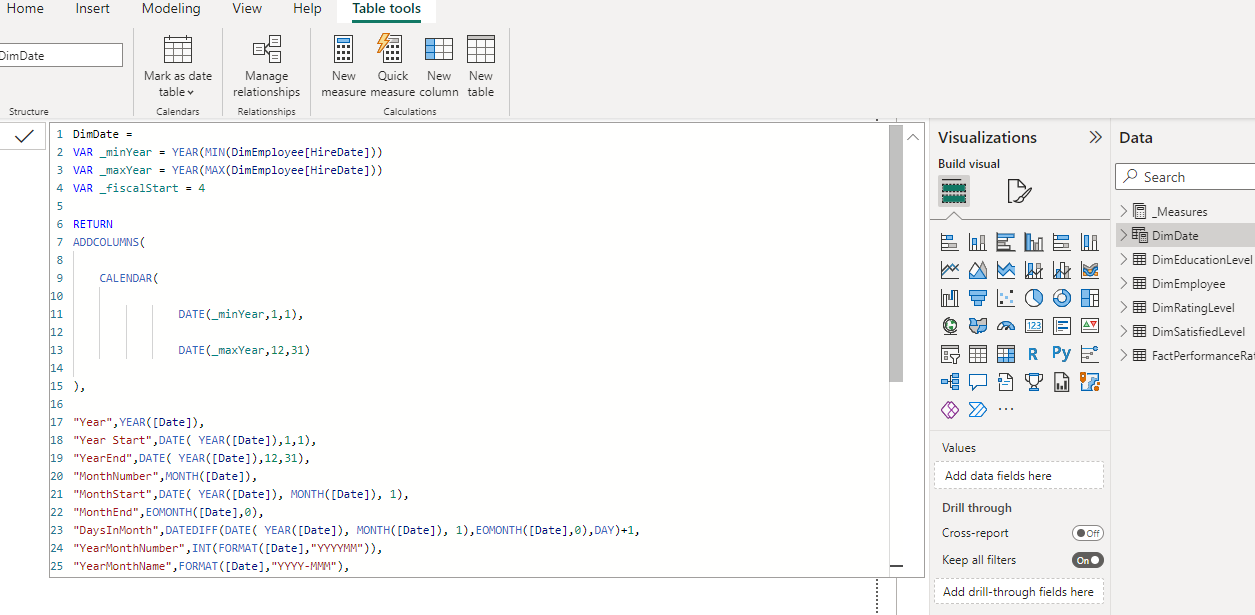 Home Insert Modeling View Help Table tools
DimDate
Mark as date table
Manage relationships
New measure
Quick measure
New column
New table
Structure Calendars Relationships Calculations
1 DimDate =
2 VAR _minYear = YEAR(MIN(DimEmployee[HireDate]))
3 VAR _maxYear = YEAR(MAX(DimEmployee[HireDate]))
4 VAR _fiscalStart = 4
5
6 RETURN
7 ADDCOLUMNS(
8
9 CALENDAR(
10
11 DATE(_minYear,1,1),
12
13 DATE(_maxYear,12,31)
14
15 ),
16
17 "Year",YEAR([Date]),
18 "Year Start",DATE( YEAR([Date]),1,1),
19 "YearEnd",DATE( YEAR([Date]),12,31),
20 "MonthNumber",MONTH([Date]),
21 "MonthStart",DATE( YEAR([Date]), MONTH([Date]), 1),
22 "MonthEnd",EOMONTH([Date],0),
23 "DaysInMonth",DATEDIFF(DATE( YEAR([Date]), MONTH([Date]), 1),EOMONTH([Date],0),DAY)+1,
24 "YearMonthNumber",INT(FORMAT([Date],"YYYYMM")),
25 "YearMonthName",FORMAT([Date],"YYYY-MMM"),
Visualizations
Build visual
123
R Py
...
Values
Add data fields here
Drill through
Cross-report Off
Keep all filters On
Add drill-through fields here
Data
Search
_Measures
DimDate
DimEducationLevel
DimEmployee
DimRatingLevel
DimSatisfiedLevel
FactPerformanceRat